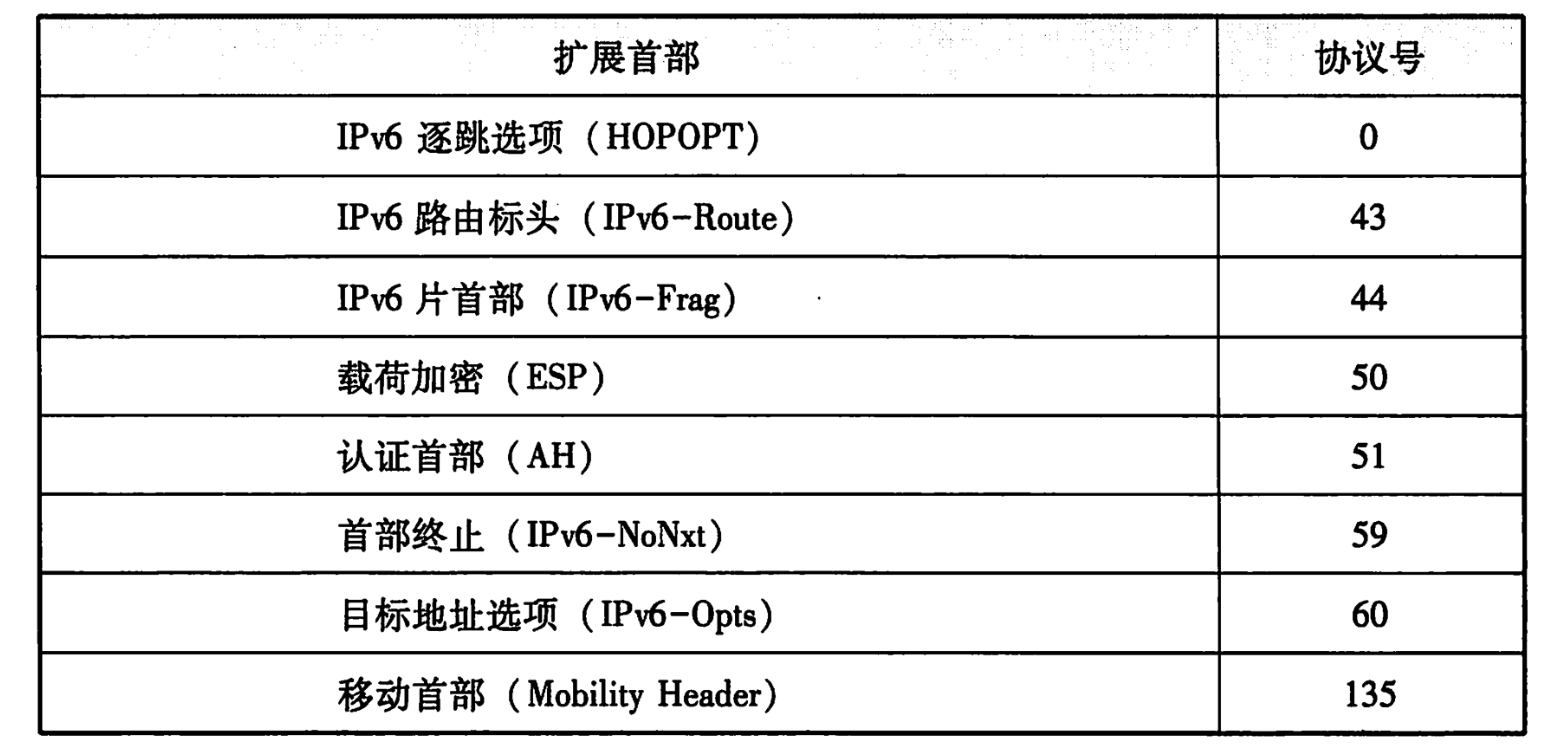 扩展首部 协议号
IPv6 逐跳选项（HOPOPT） 0
IPv6 路由标头（IPv6-Route） 43
IPv6 片首部（IPv6-Frag） 44
载荷加密（ESP） 50
认证首部（AH） 51
首部终止（IPv6-NoNxt） 59
目标地址选项（IPv6-Opts） 60
移动首部（Mobility Header） 135